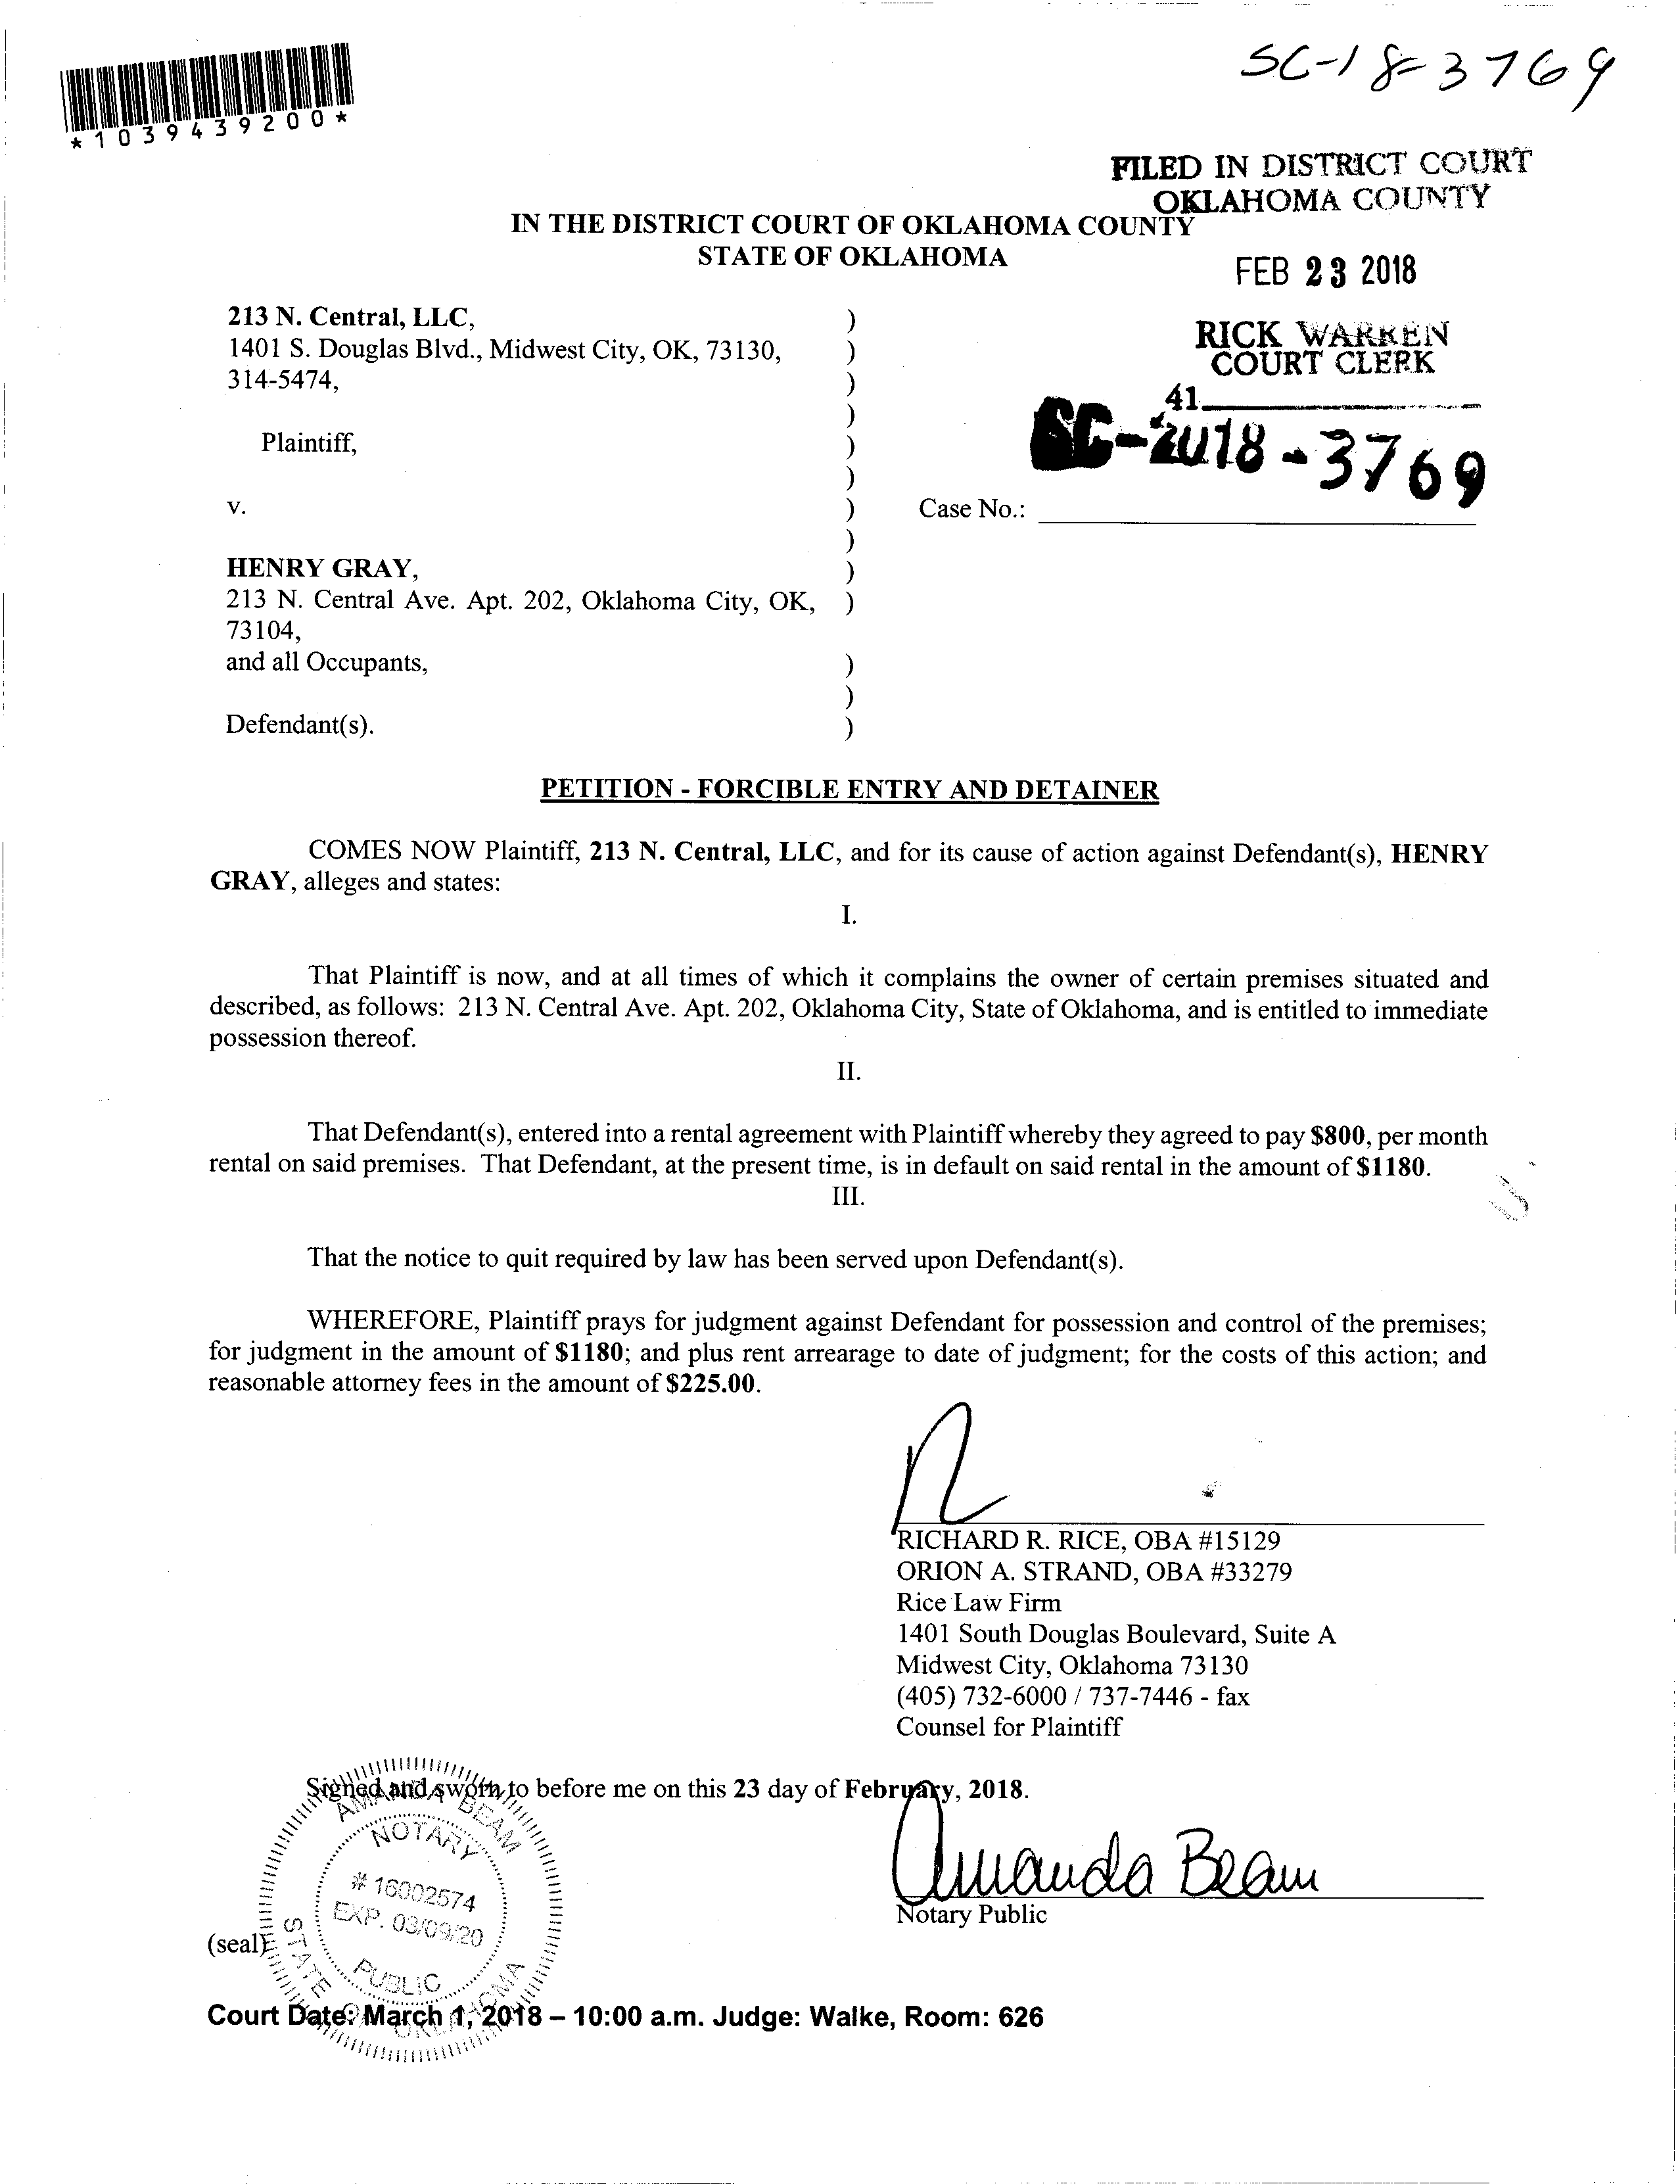 SC-18-3769
*1039439200*
FILED IN DISTRICT COURT
OKLAHOMA COUNTY
IN THE DISTRICT COURT OF OKLAHOMA COUNTY
STATE OF OKLAHOMA
FEB 23 2018
RICK WARREN
COURT CLERK
41
SC-2018-3769
213 N. Central, LLC, )
1401 S. Douglas Blvd., Midwest City, OK, 73130, )
314-5474, )
)
Plaintiff, )
)
v. ) Case No.:
)
HENRY GRAY, )
213 N. Central Ave. Apt. 202, Oklahoma City, OK, )
73104,
and all Occupants, )
)
Defendant(s). )
PETITION - FORCIBLE ENTRY AND DETAINER
COMES NOW Plaintiff, 213 N. Central, LLC, and for its cause of action against Defendant(s), HENRY
GRAY, alleges and states:
I.
That Plaintiff is now, and at all times of which it complains the owner of certain premises situated and
described, as follows: 213 N. Central Ave. Apt. 202, Oklahoma City, State of Oklahoma, and is entitled to immediate
possession thereof.
II.
That Defendant(s), entered into a rental agreement with Plaintiff whereby they agreed to pay $800, per month
rental on said premises. That Defendant, at the present time, is in default on said rental in the amount of $1180.
III.
That the notice to quit required by law has been served upon Defendant(s).
WHEREFORE, Plaintiff prays for judgment against Defendant for possession and control of the premises;
for judgment in the amount of $1180; and plus rent arrearage to date of judgment; for the costs of this action; and
reasonable attorney fees in the amount of $225.00.
RICHARD R. RICE, OBA #15129
ORION A. STRAND, OBA #33279
Rice Law Firm
1401 South Douglas Boulevard, Suite A
Midwest City, Oklahoma 73130
(405) 732-6000 / 737-7446 - fax
Counsel for Plaintiff
Signed and sworn to before me on this 23 day of February, 2018.
AMANDA BEAM
NOTARY
# 16002574
EXP. 03/09/20
PUBLIC
STATE OF OKLAHOMA
Amanda Beam
Notary Public
(seal)
Court Date: March 1, 2018 – 10:00 a.m. Judge: Walke, Room: 626